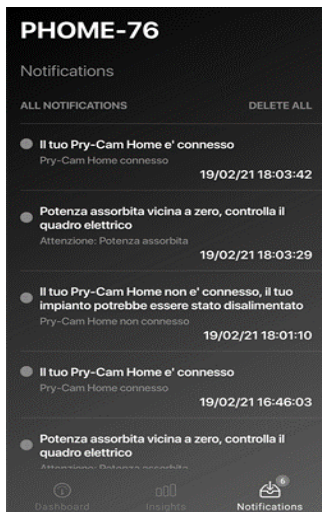 PHOME-76
Notifications
ALL NOTIFICATIONS DELETE ALL
Il tuo Pry-Cam Home e' connesso
Pry-Cam Home connesso
19/02/21 18:03:42
Potenza assorbita vicina a zero, controlla il
quadro elettrico
Attenzione: Potenza assorbita
19/02/21 18:03:29
Il tuo Pry-Cam Home non e' connesso, il tuo
impianto potrebbe essere stato disalimentato
Pry-Cam Home non connesso
19/02/21 18:01:10
Il tuo Pry-Cam Home e' connesso
Pry-Cam Home connesso
19/02/21 16:46:03
Potenza assorbita vicina a zero, controlla il
quadro elettrico
Attenzione: Potenza assorbita
6
Dashboard Insights Notifications